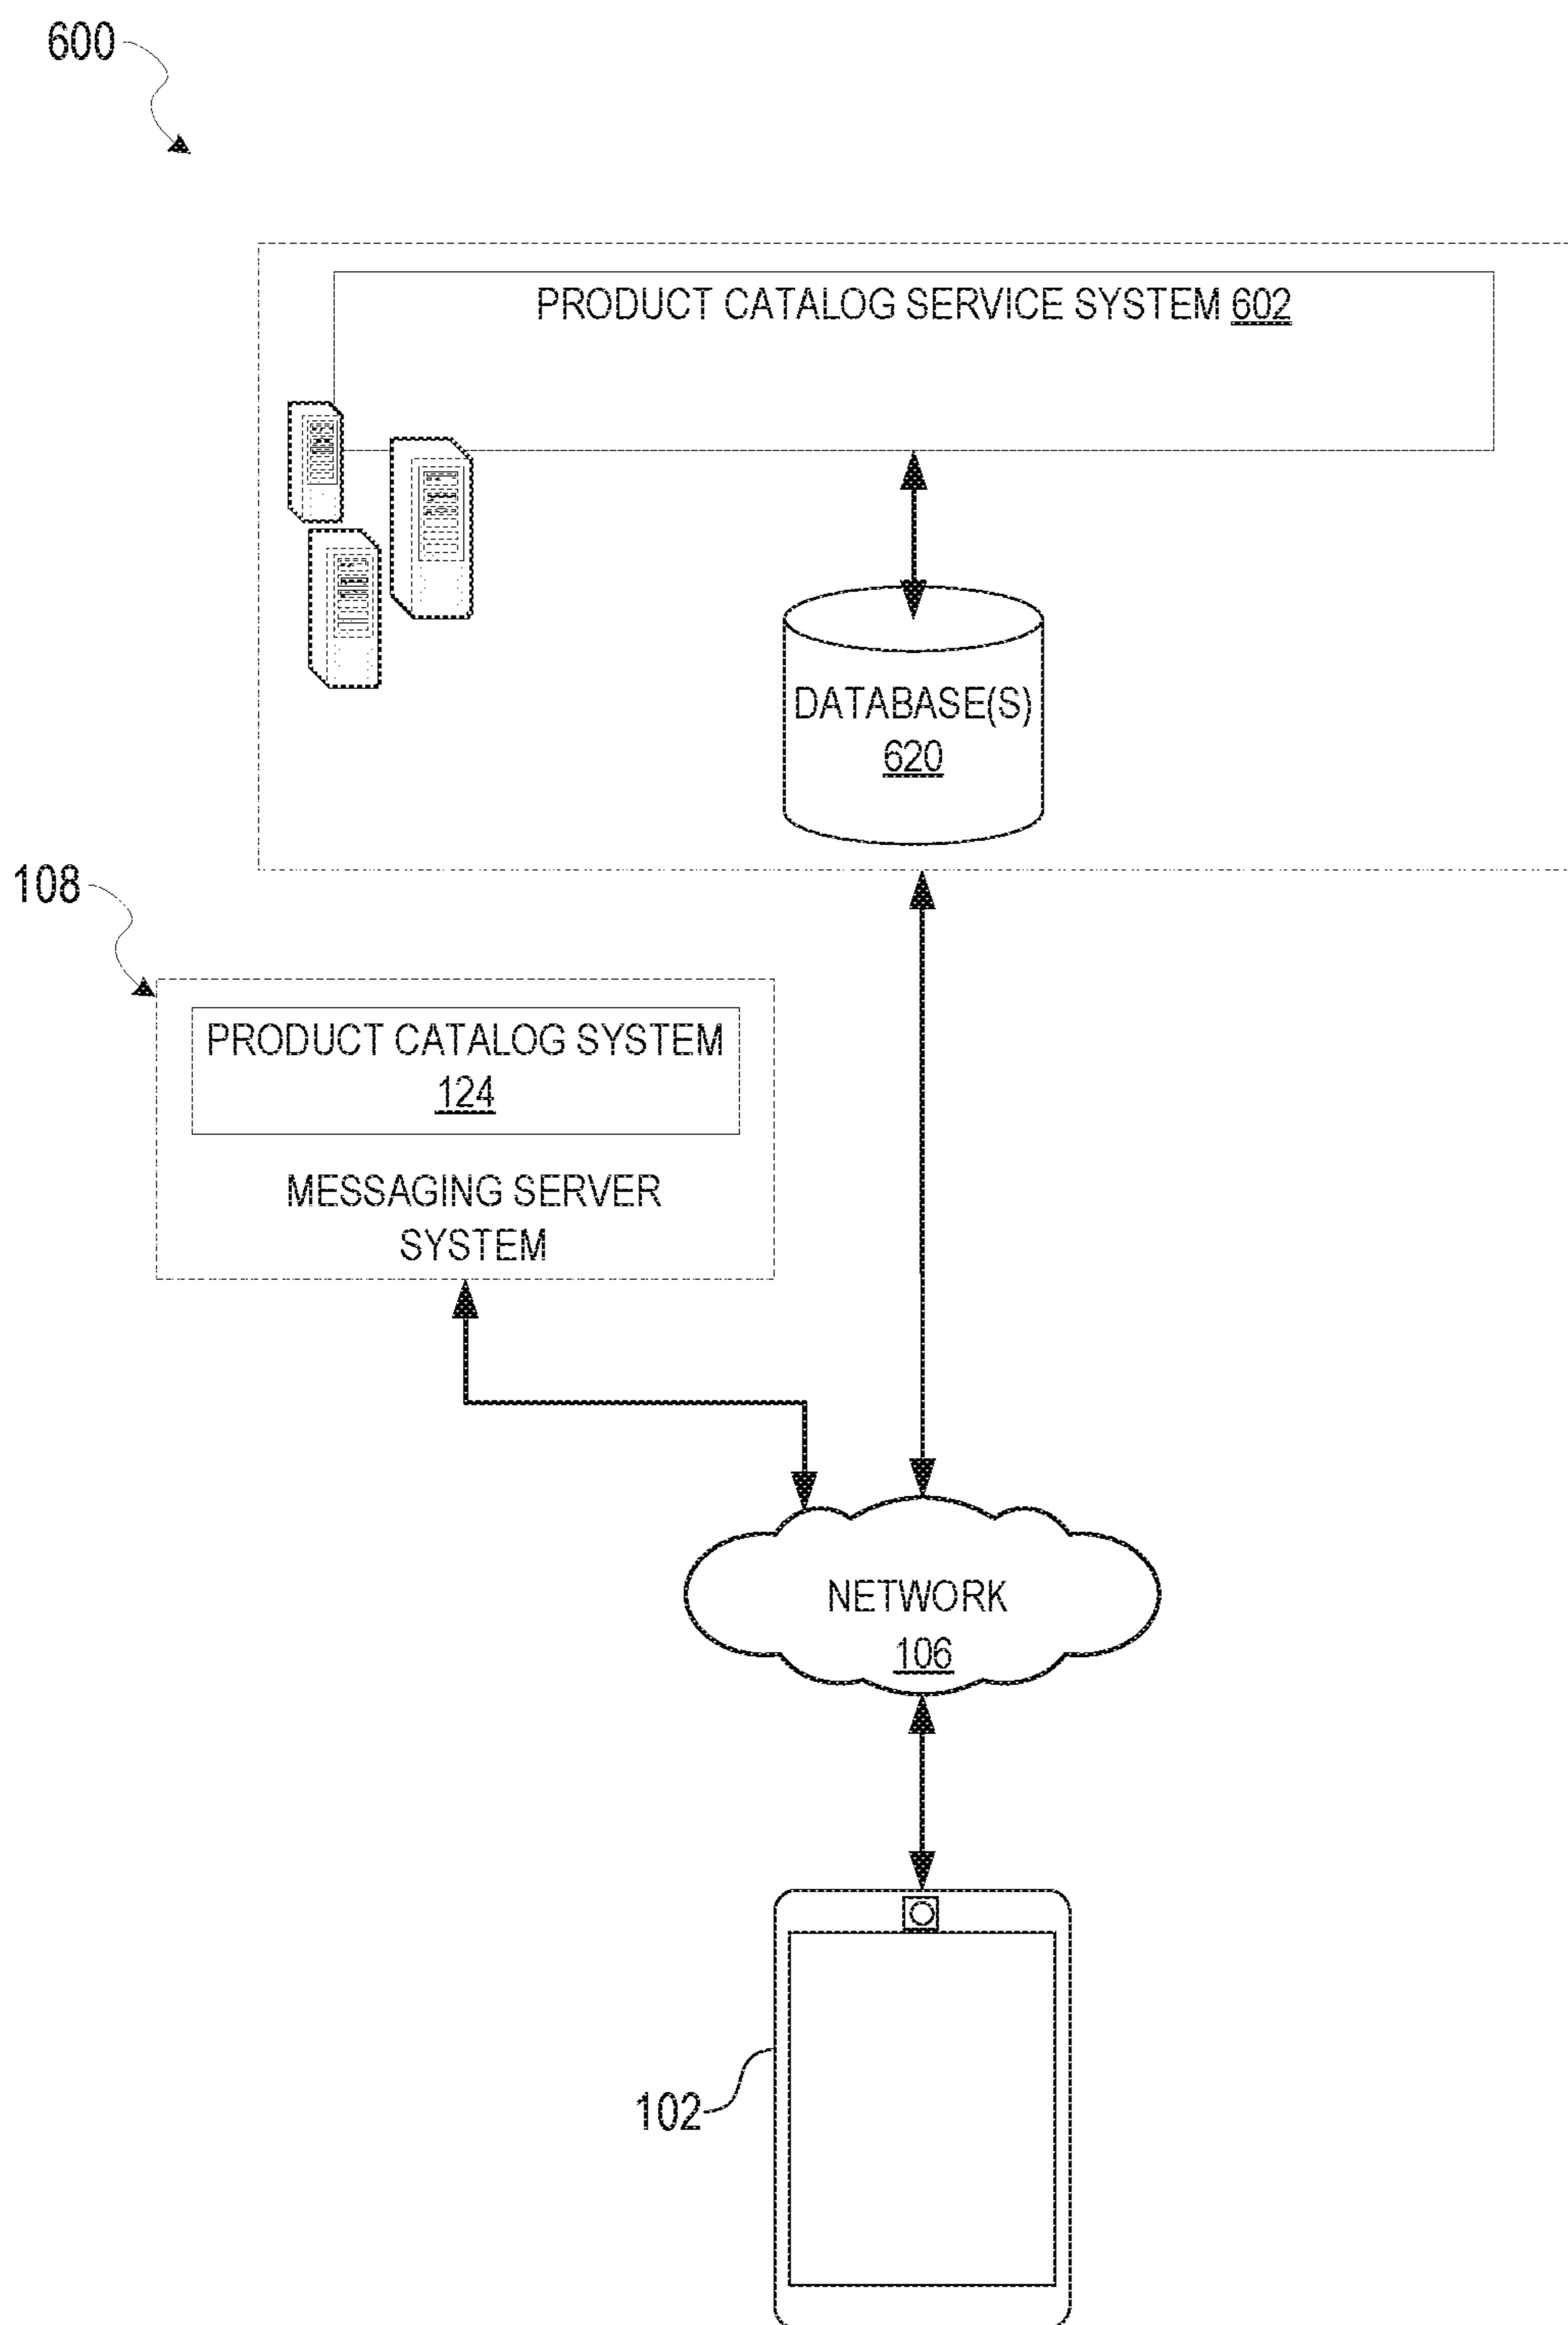 600
PRODUCT CATALOG SERVICE SYSTEM 602
DATABASE(S)
620
108
PRODUCT CATALOG SYSTEM
124
MESSAGING SERVER
SYSTEM
NETWORK
106
102